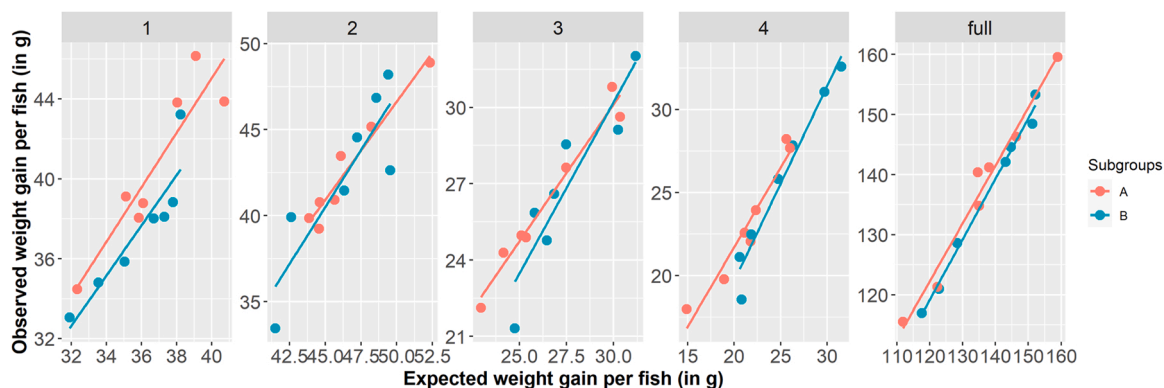 1 2 3 4 full
Observed weight gain per fish (in g)
44
40
36
32
32 34 36 38 40
50
45
40
35
42.5 45.0 47.5 50.0 52.5
30
27
24
21
25.0 27.5 30.0
30
25
20
15 20 25 30
160
150
140
130
120
110 120 130 140 150 160
Expected weight gain per fish (in g)
Subgroups
A
B